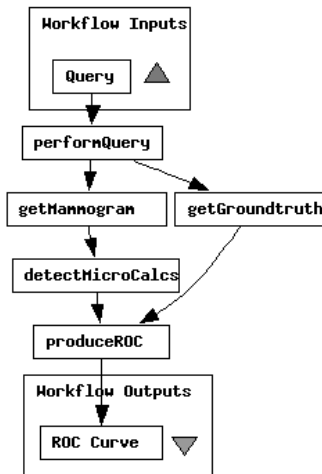 Workflow Inputs
Query
performQuery
getMammogram
getGroundtruth
detectMicroCalcs
produceROC
Workflow Outputs
ROC Curve